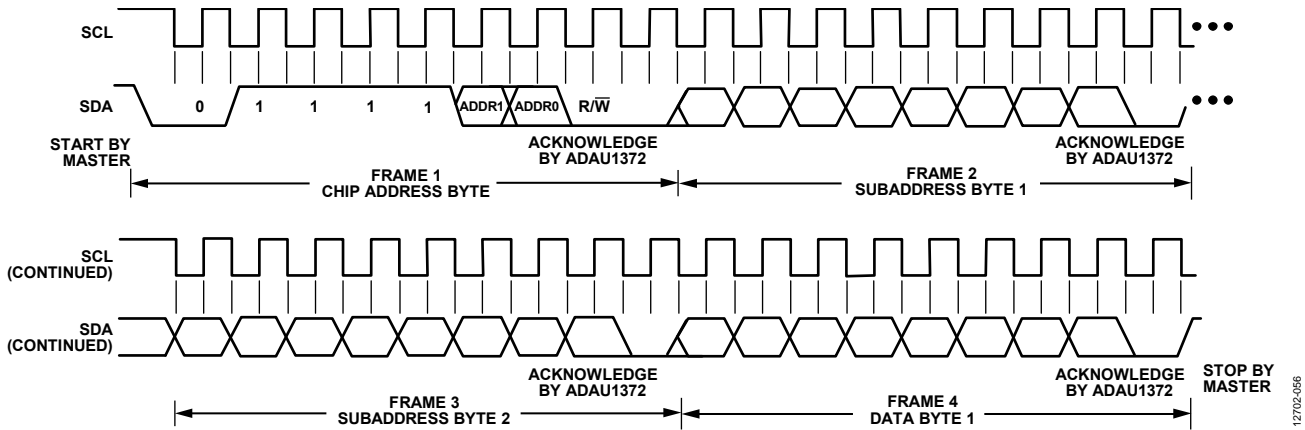 SCL
SDA
0 1 1 1 1 ADDR1 ADDR0 R/W̅
START BY
MASTER
ACKNOWLEDGE
BY ADAU1372
ACKNOWLEDGE
BY ADAU1372
FRAME 1
CHIP ADDRESS BYTE
FRAME 2
SUBADDRESS BYTE 1
SCL
(CONTINUED)
SDA
(CONTINUED)
ACKNOWLEDGE
BY ADAU1372
ACKNOWLEDGE
BY ADAU1372
STOP BY
MASTER
FRAME 3
SUBADDRESS BYTE 2
FRAME 4
DATA BYTE 1
12702-056